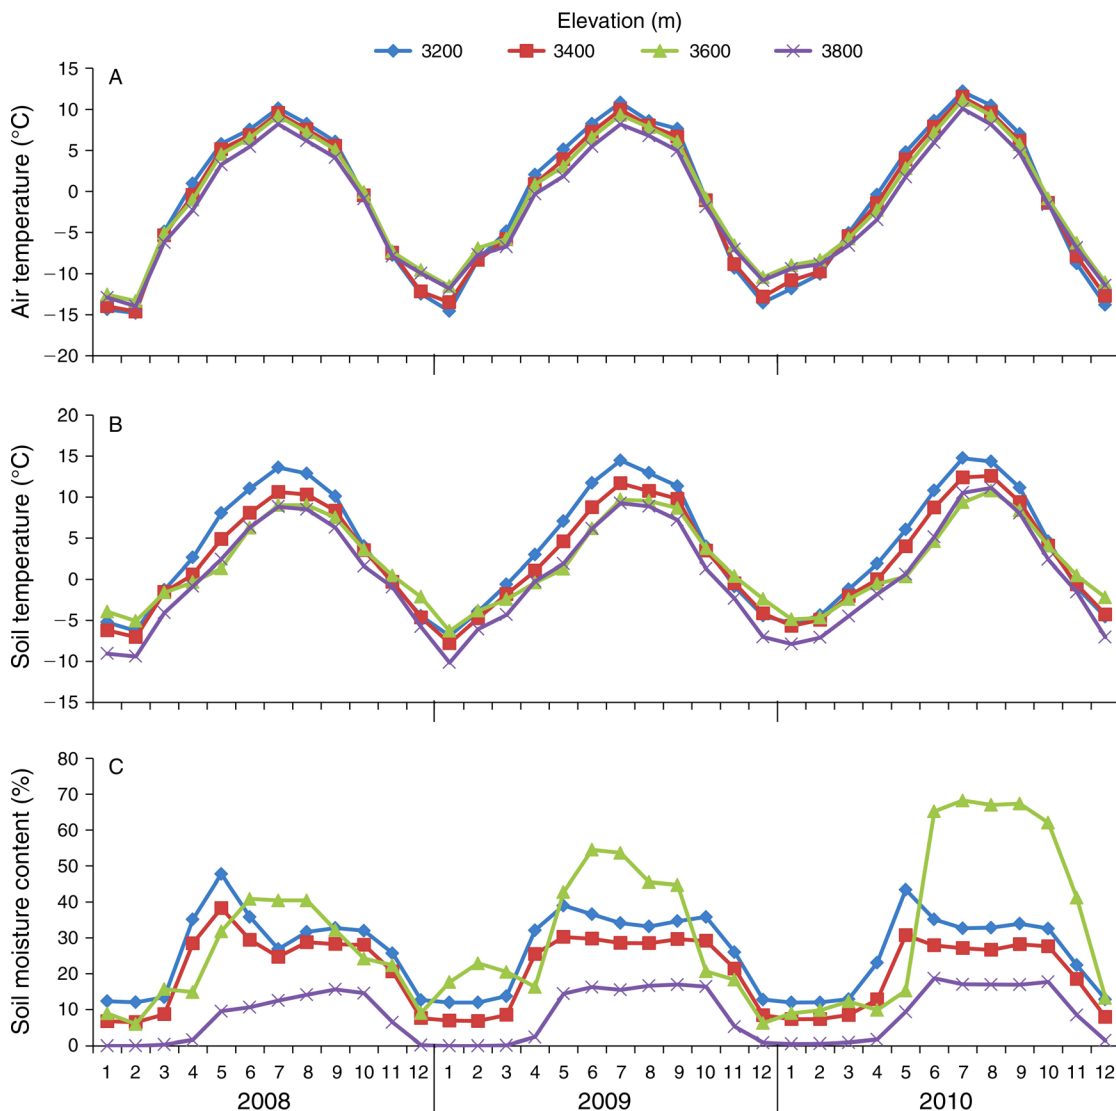 Elevation (m)
3200 3400 3600 3800
A
Air temperature (°C)
15
10
5
0
−5
−10
−15
−20
B
Soil temperature (°C)
20
15
10
5
0
−5
−10
−15
C
Soil moisture content (%)
80
70
60
50
40
30
20
10
0
1 2 3 4 5 6 7 8 9 10 11 12 1 2 3 4 5 6 7 8 9 10 11 12 1 2 3 4 5 6 7 8 9 10 11 12
2008 2009 2010